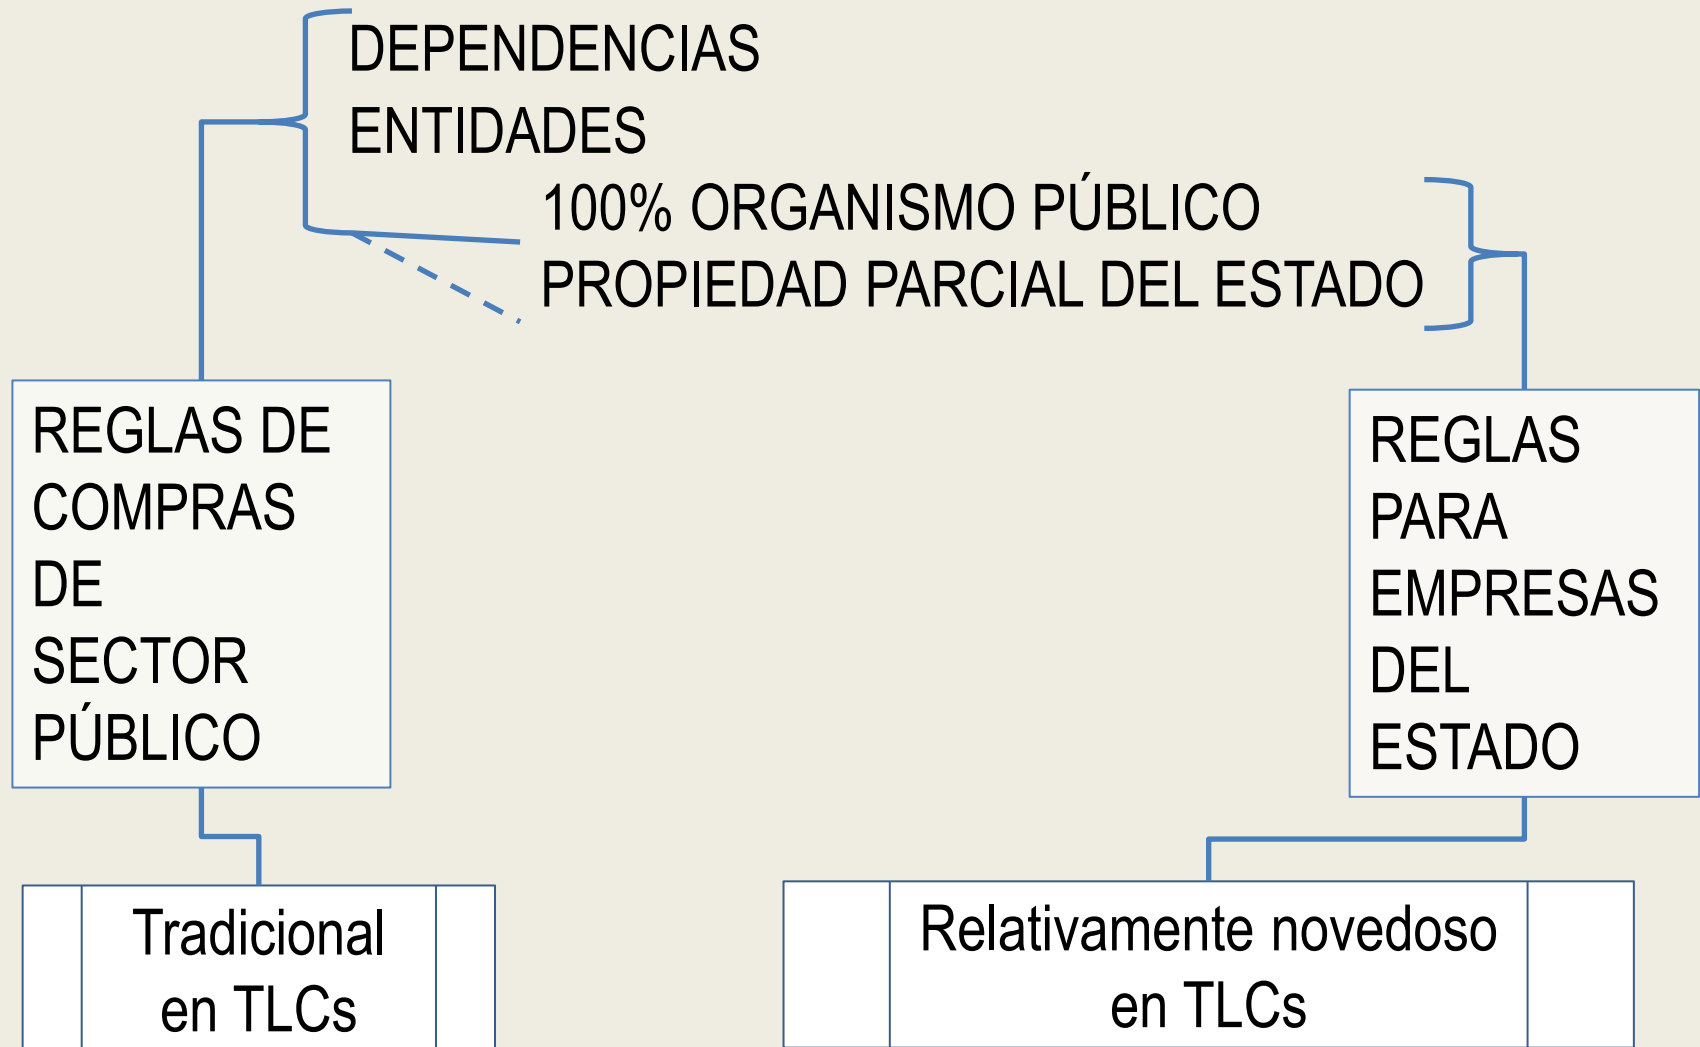 DEPENDENCIAS
ENTIDADES
100% ORGANISMO PÚBLICO
PROPIEDAD PARCIAL DEL ESTADO
REGLAS DE
COMPRAS
DE
SECTOR
PÚBLICO
REGLAS
PARA
EMPRESAS
DEL
ESTADO
Tradicional
en TLCs
Relativamente novedoso
en TLCs